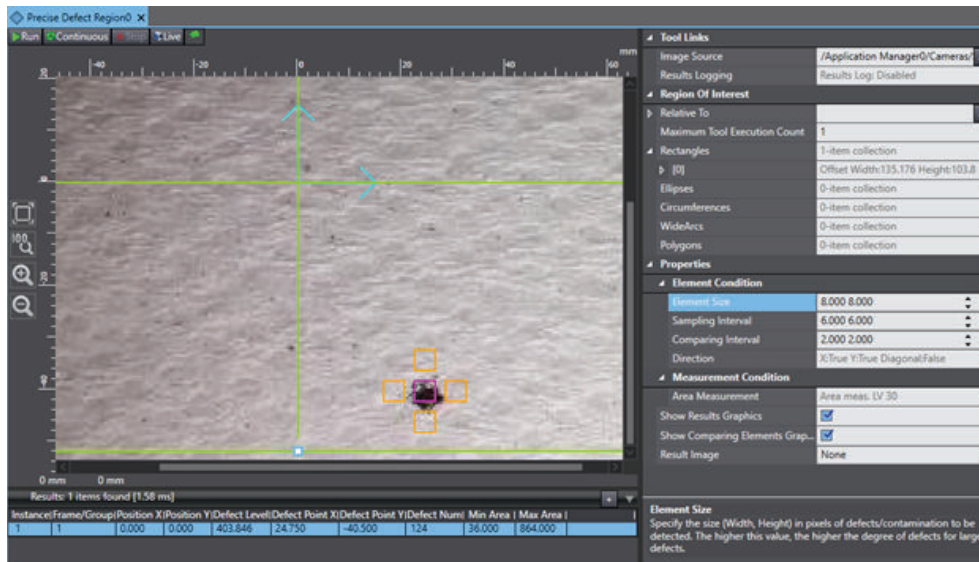 Precise Defect Region0 ×
Run Continuous Stop Live
mm
-40 -20 0 20 40 60
20
0
-20
-40
100
0 mm 0 mm
Results: 1 items found [1.58 ms]
Instance Frame/Group Position X Position Y Defect Level Defect Point X Defect Point Y Defect Num Min Area Max Area
1 1 0.000 0.000 403.846 24.750 -40.500 124 36.000 864.000
Tool Links
Image Source /Application Manager0/Cameras/
Results Logging Results Log: Disabled
Region Of Interest
Relative To
Maximum Tool Execution Count 1
Rectangles 1-item collection
[0] Offset Width:135.176 Height:103.8
Ellipses 0-item collection
Circumferences 0-item collection
WideArcs 0-item collection
Polygons 0-item collection
Properties
Element Condition
Element Size 8.000 8.000
Sampling Interval 6.000 6.000
Comparing Interval 2.000 2.000
Direction X:True Y:True Diagonal:False
Measurement Condition
Area Measurement Area meas. LV 30
Show Results Graphics
Show Comparing Elements Grap...
Result Image None
Element Size
Specify the size (Width, Height) in pixels of defects/contamination to be
detected. The higher this value, the higher the degree of defects for larg
defects.